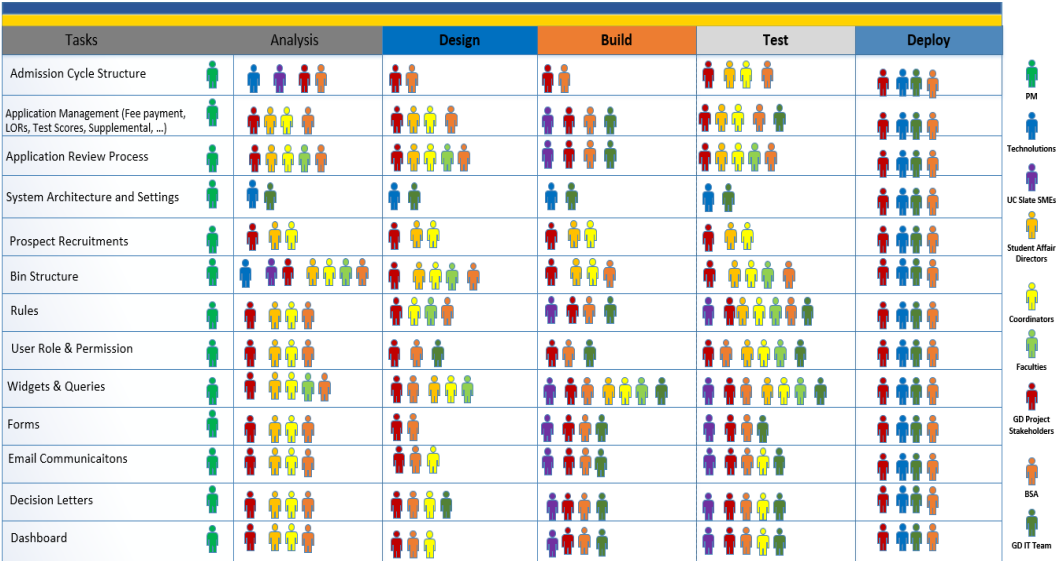 Tasks Analysis Design Build Test Deploy
Admission Cycle Structure
Application Management (Fee payment,
LORs, Test Scores, Supplemental, ...)
Application Review Process
System Architecture and Settings
Prospect Recruitments
Bin Structure
Rules
User Role & Permission
Widgets & Queries
Forms
Email Communicaitons
Decision Letters
Dashboard
PM
Technolutions
UC Slate SMEs
Student Affair
Directors
Coordinators
Faculties
GD Project
Stakeholders
BSA
GD IT Team